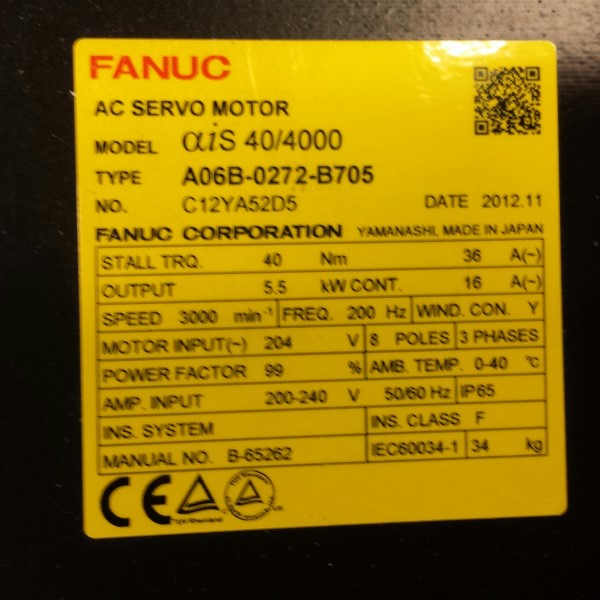 FANUC
AC SERVO MOTOR
MODEL αiS 40/4000
TYPE A06B-0272-B705
NO. C12YA52D5 DATE 2012.11
FANUC CORPORATION YAMANASHI, MADE IN JAPAN
STALL TRQ. 40 Nm 36 A(~)
OUTPUT 5.5 kW CONT. 16 A(~)
SPEED 3000 min⁻¹ FREQ. 200 Hz WIND. CON. Y
MOTOR INPUT(~) 204 V 8 POLES 3 PHASES
POWER FACTOR 99 % AMB. TEMP. 0-40 ℃
AMP. INPUT 200-240 V 50/60 Hz IP65
INS. SYSTEM INS. CLASS F
MANUAL NO. B-65262 IEC60034-1 34 kg
CE
TÜV Rheinland